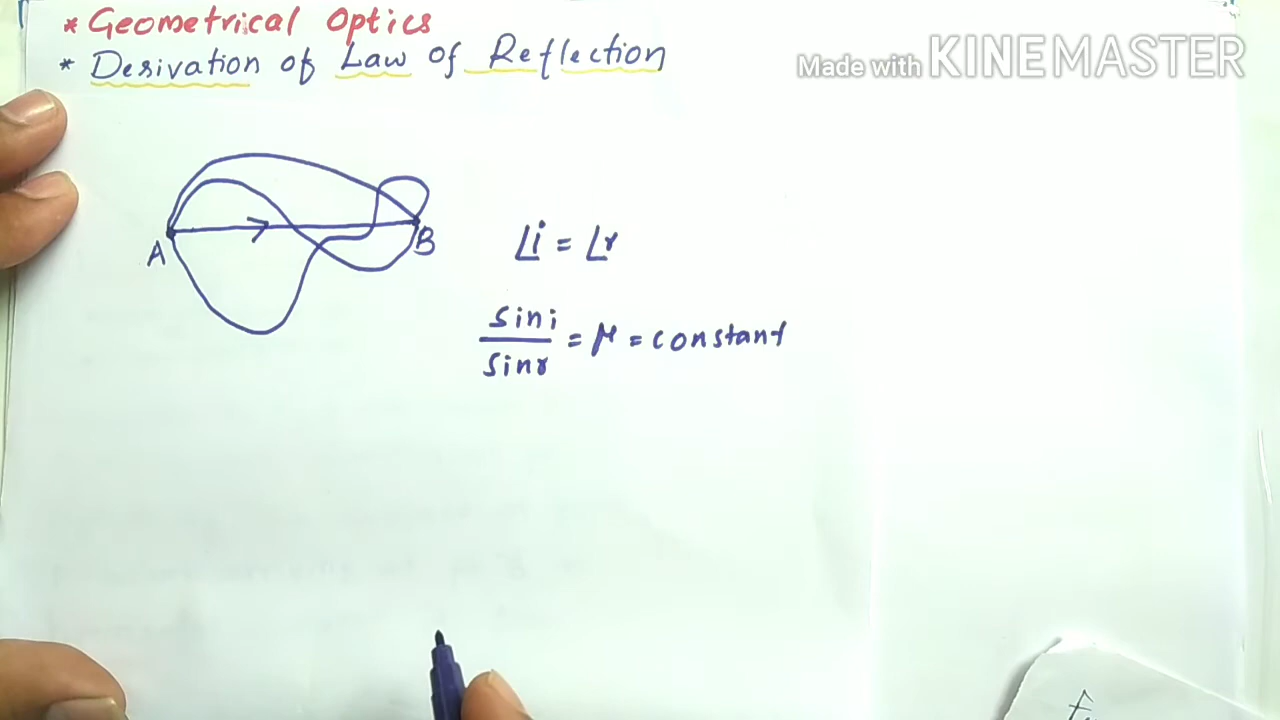 * Geometrical Optics
* Derivation of Law of Reflection
Made with KINEMASTER
A
B
∠i = ∠r
sin i / sin r = μ = constant